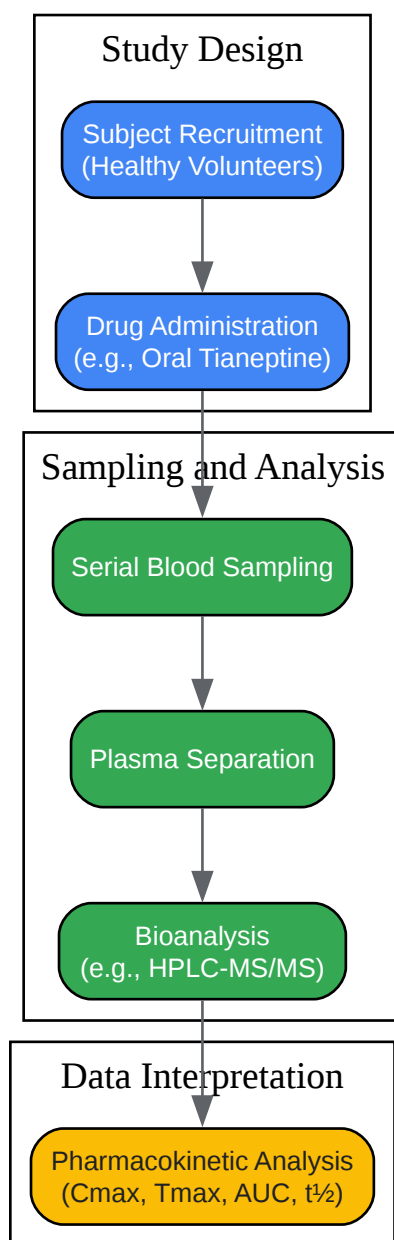 Study Design
Subject Recruitment
(Healthy Volunteers)
Drug Administration
(e.g., Oral Tianeptine)
Sampling and Analysis
Serial Blood Sampling
Plasma Separation
Bioanalysis
(e.g., HPLC-MS/MS)
Data Interpretation
Pharmacokinetic Analysis
(Cmax, Tmax, AUC, t½)